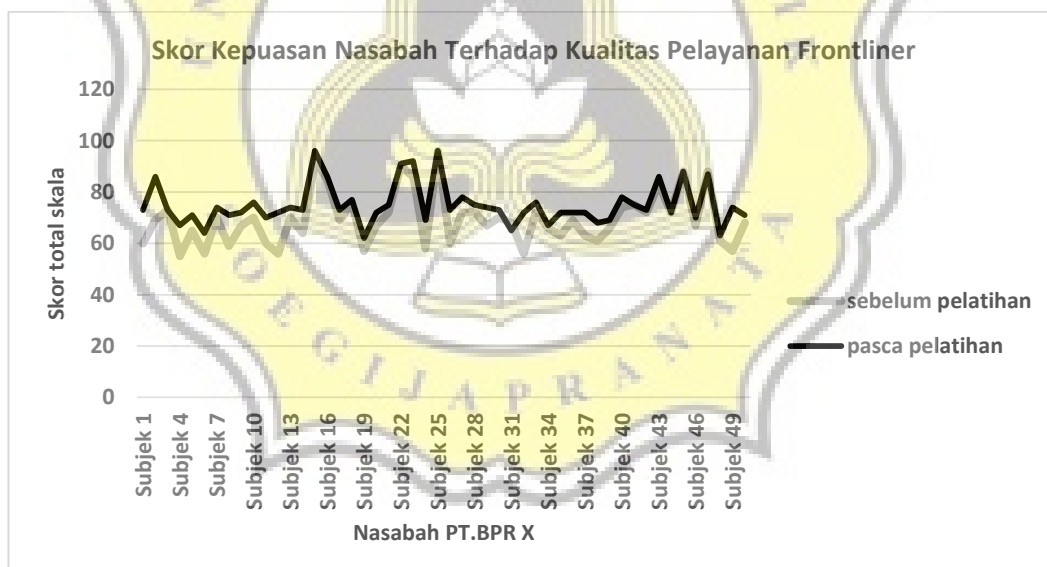 Skor Kepuasan Nasabah Terhadap Kualitas Pelayanan Frontliner
Skor total skala
120
100
80
60
40
20
0
Subjek 1
Subjek 4
Subjek 7
Subjek 10
Subjek 13
Subjek 16
Subjek 19
Subjek 22
Subjek 25
Subjek 28
Subjek 31
Subjek 34
Subjek 37
Subjek 40
Subjek 43
Subjek 46
Subjek 49
Nasabah PT.BPR X
sebelum pelatihan
pasca pelatihan
OEGIJAPRANATA